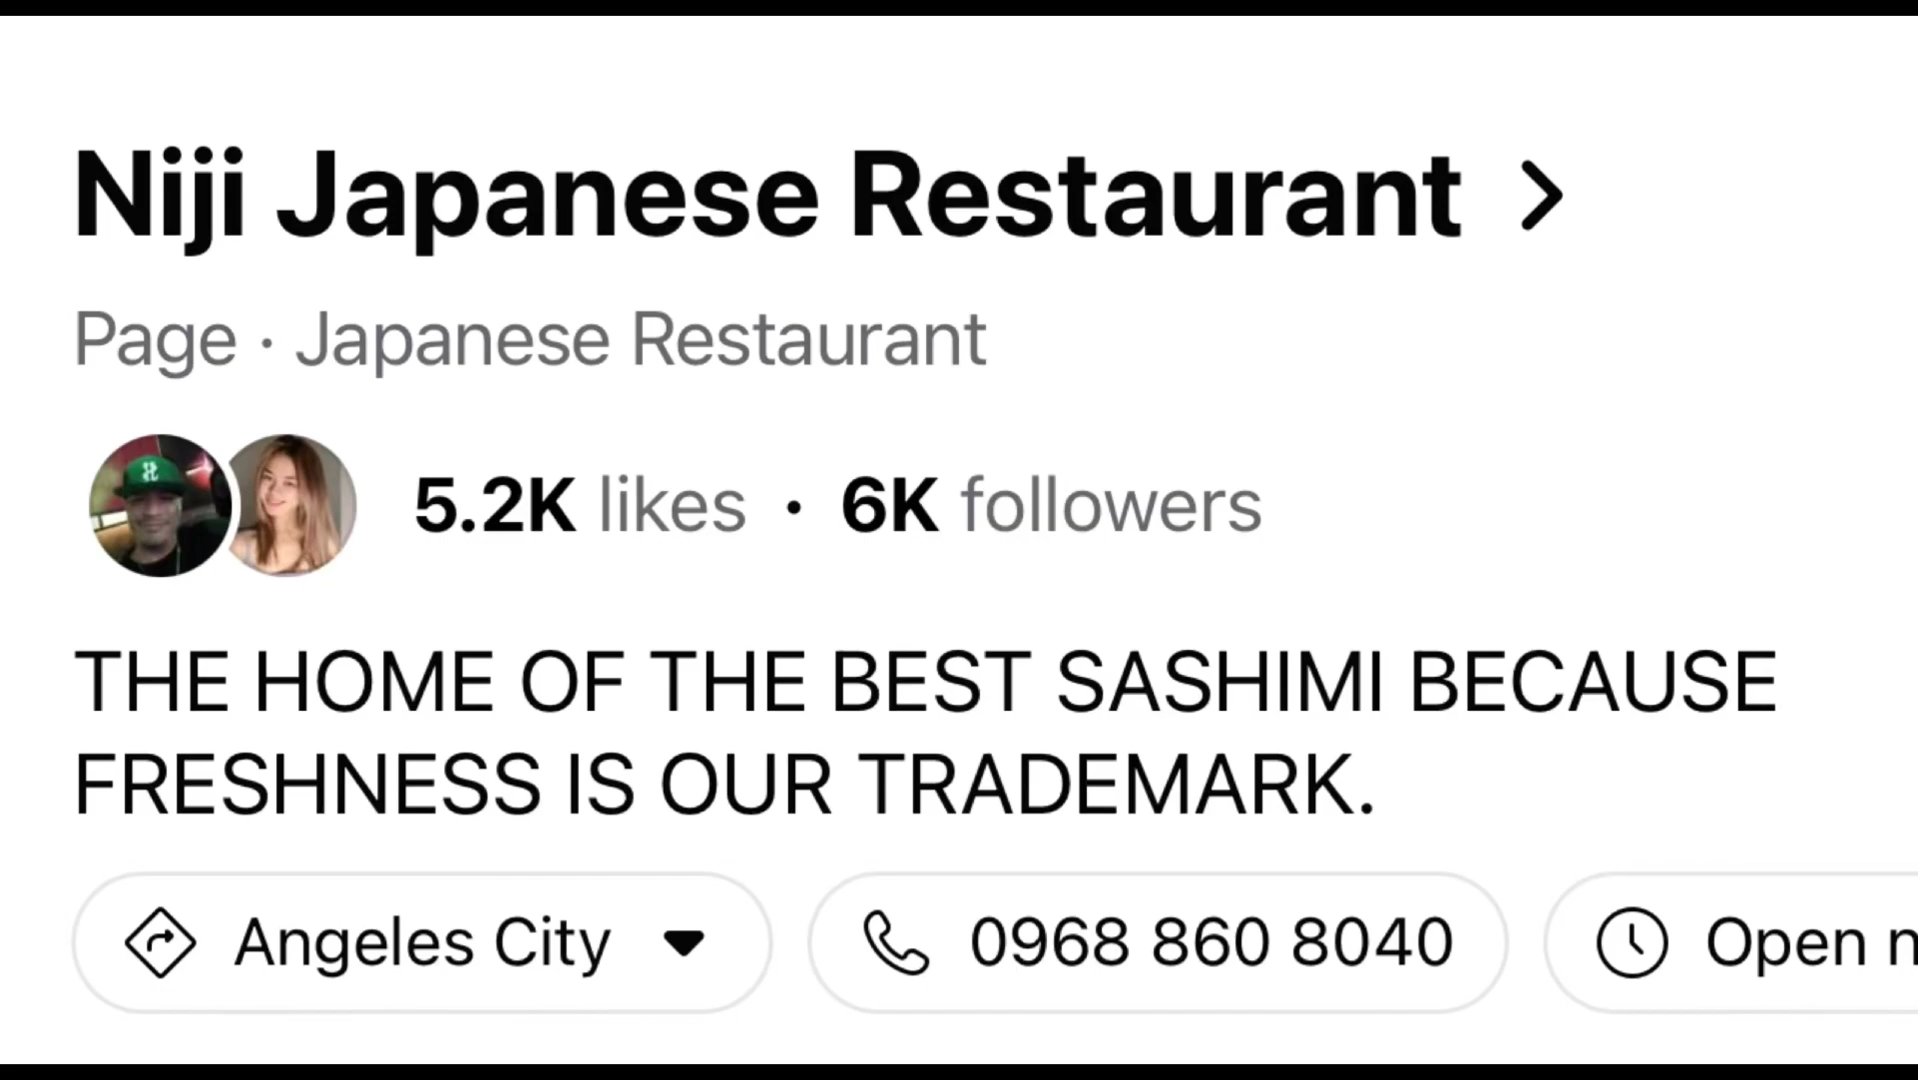 Niji Japanese Restaurant
Page · Japanese Restaurant
5.2K likes · 6K followers
THE HOME OF THE BEST SASHIMI BECAUSE
FRESHNESS IS OUR TRADEMARK.
Angeles City
0968 860 8040
Open